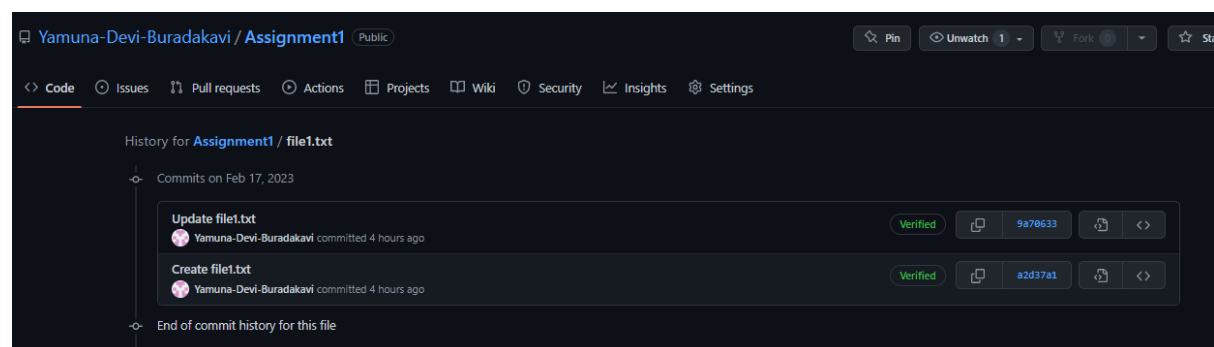 Yamuna-Devi-Buradakavi / Assignment1 Public Pin Unwatch 1 Fork 0
Code Issues Pull requests Actions Projects Wiki Security Insights Settings
History for Assignment1 / file1.txt
Commits on Feb 17, 2023
Update file1.txt
Yamuna-Devi-Buradakavi committed 4 hours ago Verified 9a70633
Create file1.txt
Yamuna-Devi-Buradakavi committed 4 hours ago Verified a2d37a1
End of commit history for this file